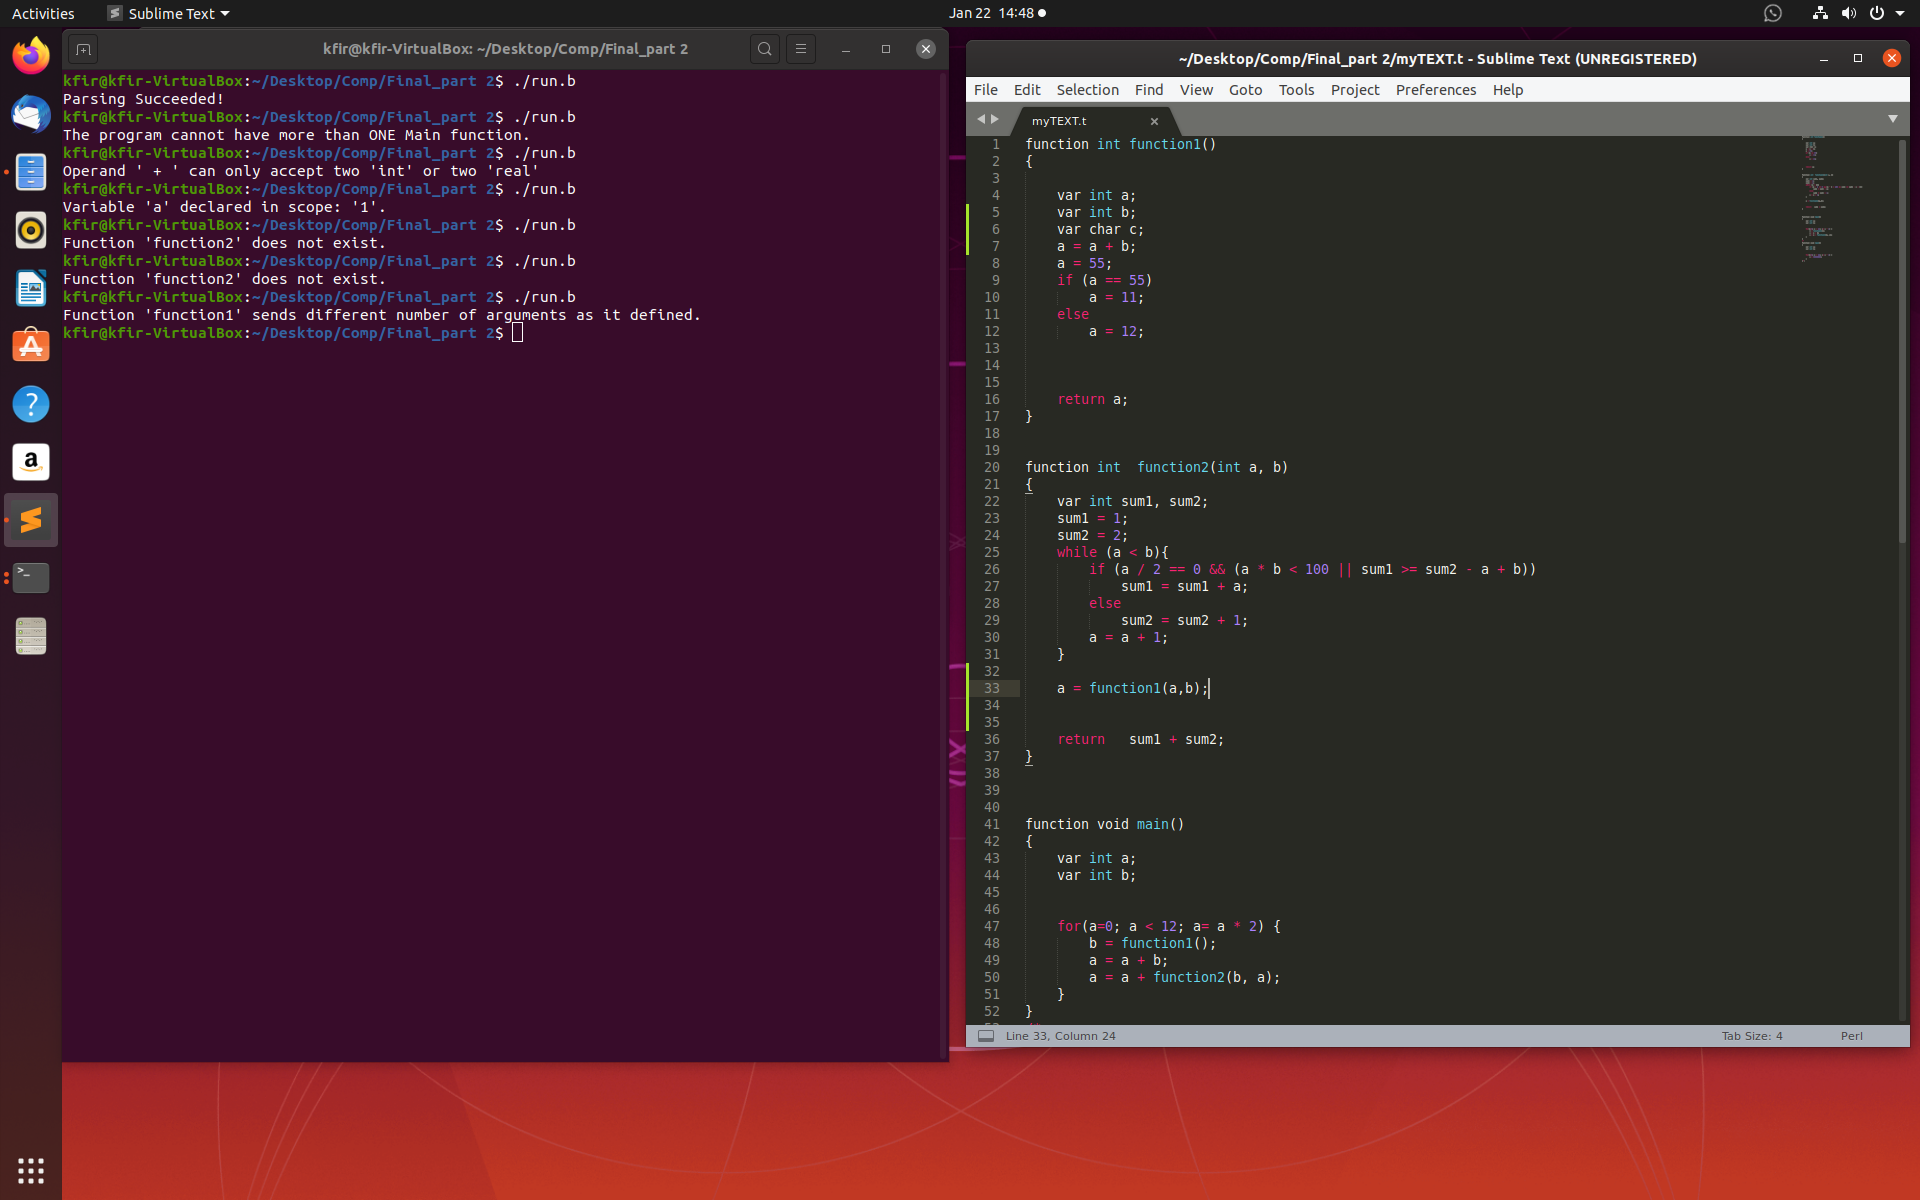 Activities
Sublime Text
Jan 22 14:48
kfir@kfir-VirtualBox: ~/Desktop/Comp/Final_part 2
kfir@kfir-VirtualBox:~/Desktop/Comp/Final_part 2$ ./run.b
Parsing Succeeded!
kfir@kfir-VirtualBox:~/Desktop/Comp/Final_part 2$ ./run.b
The program cannot have more than ONE Main function.
kfir@kfir-VirtualBox:~/Desktop/Comp/Final_part 2$ ./run.b
Operand ' + ' can only accept two 'int' or two 'real'
kfir@kfir-VirtualBox:~/Desktop/Comp/Final_part 2$ ./run.b
Variable 'a' declared in scope: '1'.
kfir@kfir-VirtualBox:~/Desktop/Comp/Final_part 2$ ./run.b
Function 'function2' does not exist.
kfir@kfir-VirtualBox:~/Desktop/Comp/Final_part 2$ ./run.b
Function 'function2' does not exist.
kfir@kfir-VirtualBox:~/Desktop/Comp/Final_part 2$ ./run.b
Function 'function1' sends different number of arguments as it defined.
kfir@kfir-VirtualBox:~/Desktop/Comp/Final_part 2$
~/Desktop/Comp/Final_part 2/myTEXT.t - Sublime Text (UNREGISTERED)
File Edit Selection Find View Goto Tools Project Preferences Help
myTEXT.t
1 function int function1()
2 {
3
4 var int a;
5 var int b;
6 var char c;
7 a = a + b;
8 a = 55;
9 if (a == 55)
10 a = 11;
11 else
12 a = 12;
13
14
15
16 return a;
17 }
18
19
20 function int  function2(int a, b)
21 {
22 var int sum1, sum2;
23 sum1 = 1;
24 sum2 = 2;
25 while (a < b){
26 if (a / 2 == 0 && (a * b < 100 || sum1 >= sum2 - a + b))
27 sum1 = sum1 + a;
28 else
29 sum2 = sum2 + 1;
30 a = a + 1;
31 }
32
33 a = function1(a,b);
34
35
36 return   sum1 + sum2;
37 }
38
39
40
41 function void main()
42 {
43 var int a;
44 var int b;
45
46
47 for(a=0; a < 12; a= a * 2) {
48 b = function1();
49 a = a + b;
50 a = a + function2(b, a);
51 }
52 }
Line 33, Column 24
Tab Size: 4
Perl